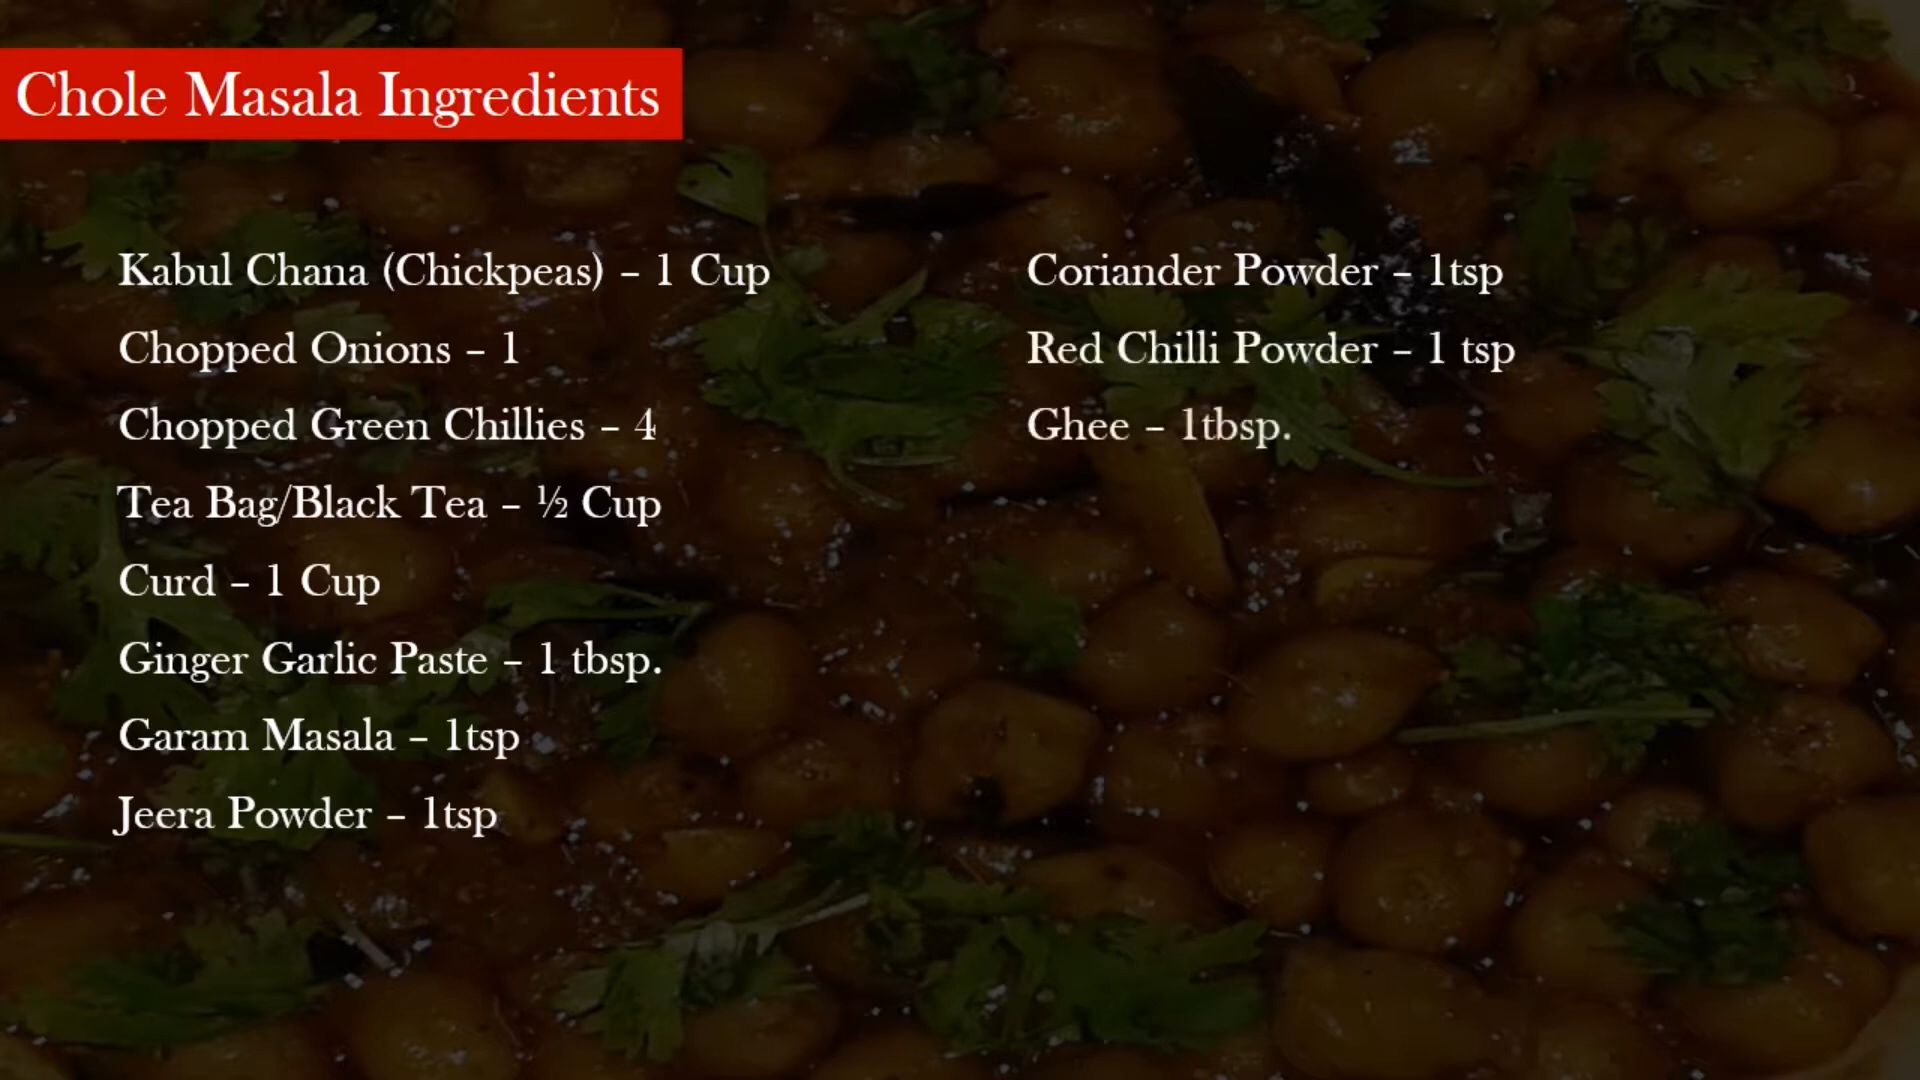 Chole Masala Ingredients
Kabul Chana (Chickpeas) – 1 Cup
Chopped Onions – 1
Chopped Green Chillies – 4
Tea Bag/Black Tea – ½ Cup
Curd – 1 Cup
Ginger Garlic Paste – 1 tbsp.
Garam Masala – 1tsp
Jeera Powder – 1tsp
Coriander Powder – 1tsp
Red Chilli Powder – 1 tsp
Ghee – 1tbsp.